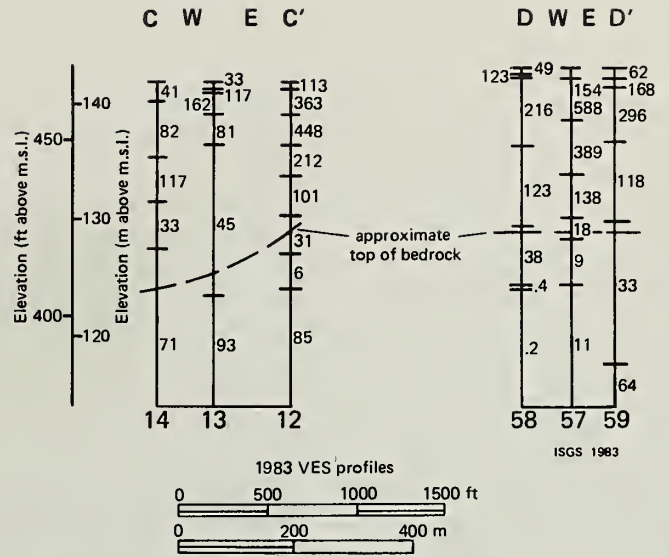 C W E C' D W E D'
33 49 62
41 117 113 123 154 168
140 162 363 216 588 296
450 82 81 448 389
117 212 123 138 118
130 33 45 101 18
approximate
top of bedrock
31 38 9 33
6 .4
400 120 71 93 85 .2 11
64
14 13 12 58 57 59
Elevation (ft above m.s.l.)
Elevation (m above m.s.l.)
ISGS 1983
1983 VES profiles
0 500 1000 1500 ft
0 200 400 m